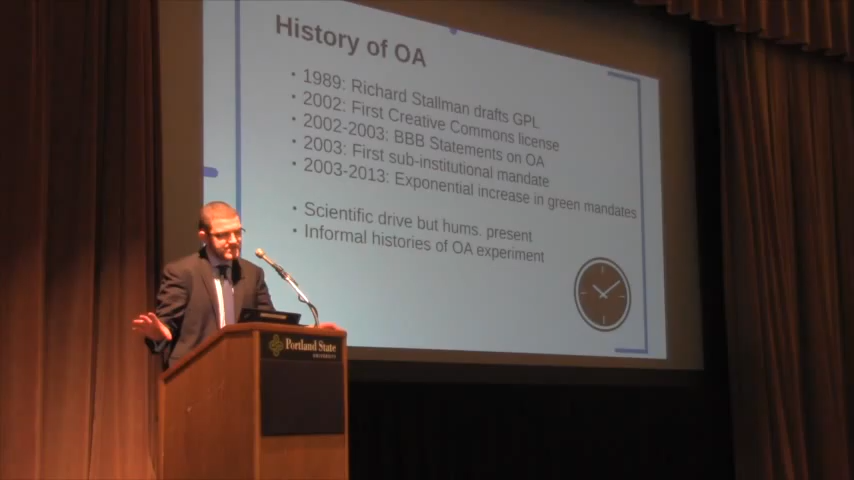 History of OA
• 1989: Richard Stallman drafts GPL
• 2002: First Creative Commons license
• 2002-2003: BBB Statements on OA
• 2003: First sub-institutional mandate
• 2003-2013: Exponential increase in green mandates
• Scientific drive but hums. present
• Informal histories of OA experiment
Portland State
UNIVERSITY